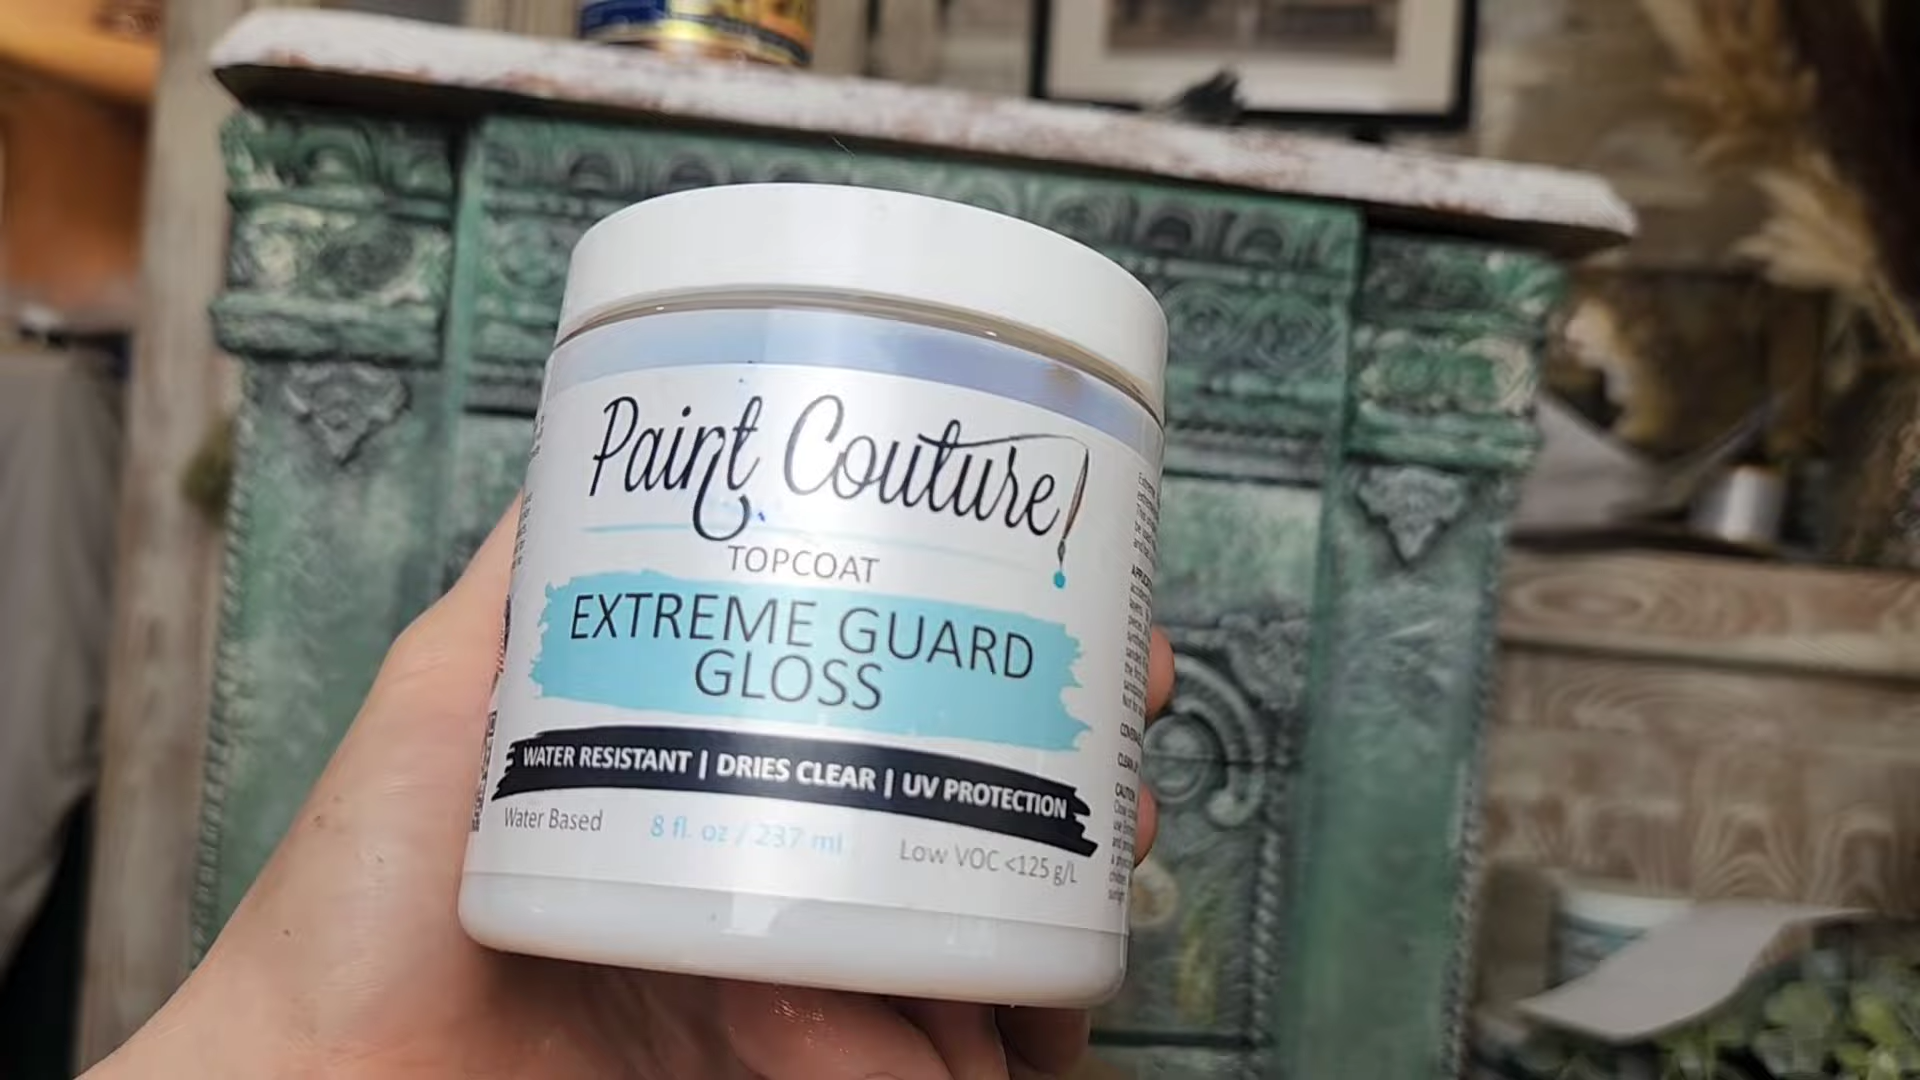 Paint Couture!
TOPCOAT
EXTREME GUARD
GLOSS
WATER RESISTANT | DRIES CLEAR | UV PROTECTION
Water Based
8 fl. oz / 237 ml
Low VOC <125 g/L